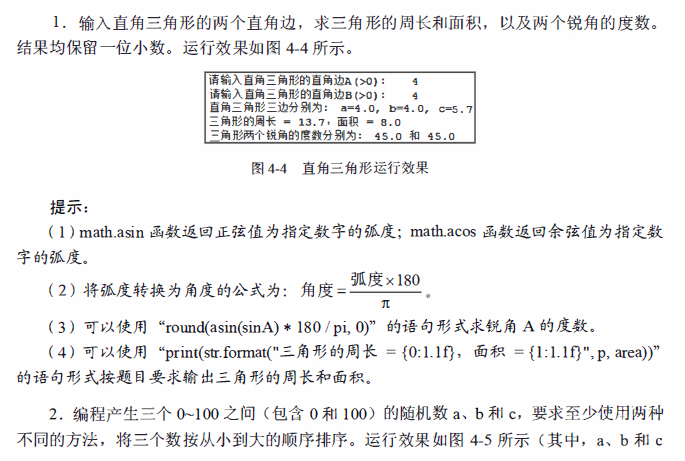 1．输入直角三角形的两个直角边，求三角形的周长和面积，以及两个锐角的度数。
结果均保留一位小数。运行效果如图 4-4 所示。
请输入直角三角形的直角边A(>0)： 4
请输入直角三角形的直角边B(>0)： 4
直角三角形三边分别为： a=4.0, b=4.0, c=5.7
三角形的周长 = 13.7，面积 = 8.0
三角形两个锐角的度数分别为： 45.0 和 45.0
图 4-4 直角三角形运行效果
提示：
（1）math.asin 函数返回正弦值为指定数字的弧度；math.acos 函数返回余弦值为指定数
字的弧度。
（2）将弧度转换为角度的公式为：角度=弧度×180/π。
（3）可以使用“round(asin(sinA) * 180 / pi, 0)”的语句形式求锐角 A 的度数。
（4）可以使用“print(str.format("三角形的周长 = {0:1.1f}，面积 = {1:1.1f}", p, area))”
的语句形式按题目要求输出三角形的周长和面积。
2．编程产生三个 0~100 之问（包含 0 和 100）的随机数 a、b 和 c，要求至少使用两种
不同的方法，将三个数按从小到大的顺序排序。运行效果如图 4-5 所示（其中，a、b 和 c